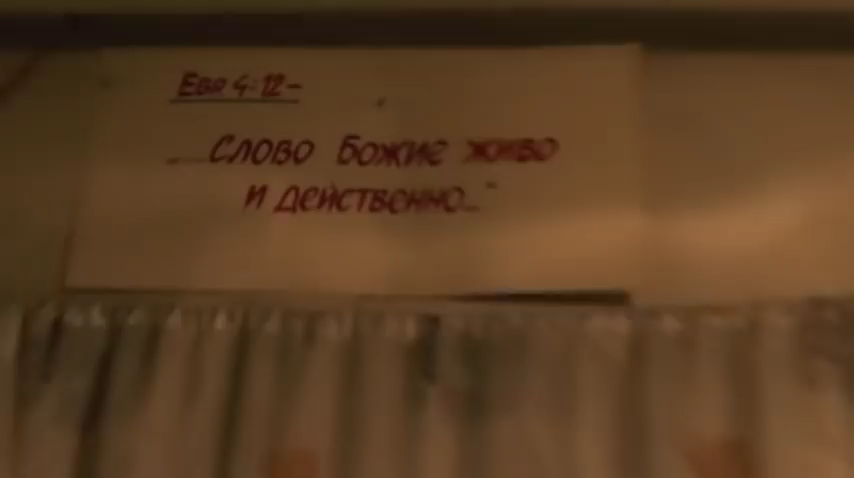 Евр 4:12-
„...Слово Божие живо
и действенно..."